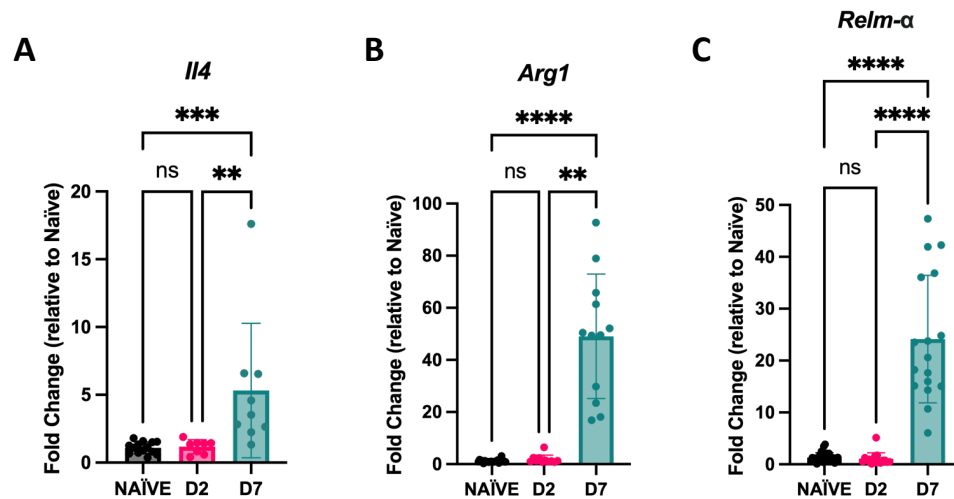 A
Il4
***
ns
**
Fold Change (relative to Naïve)
20
15
10
5
0
NAÏVE D2 D7
B
Arg1
****
ns
**
Fold Change (relative to Naïve)
100
80
60
40
20
0
NAÏVE D2 D7
C
Relm-α
****
****
ns
Fold Change (relative to Naïve)
50
40
30
20
10
0
NAÏVE D2 D7